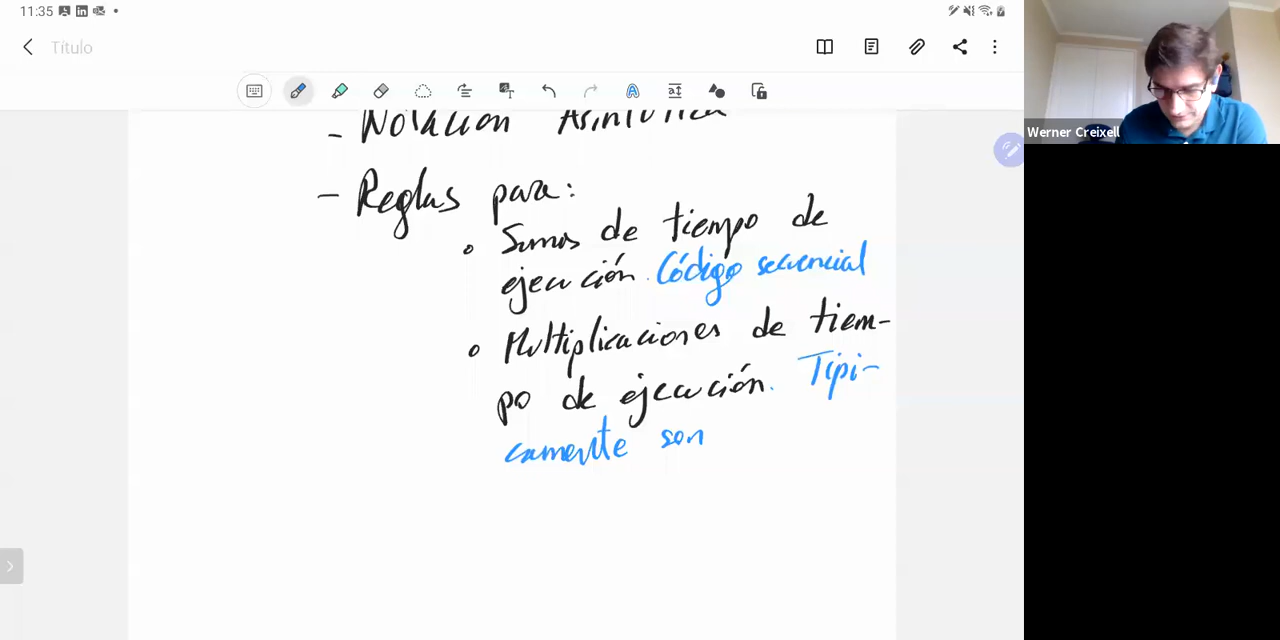 11:35
Título
- Notación Asintótica
- Reglas para:
o Sumas de tiempo de
ejecución. Código secuencial
o Multiplicaciones de tiem-
po de ejecución. Típi-
camente son
Werner Creixell